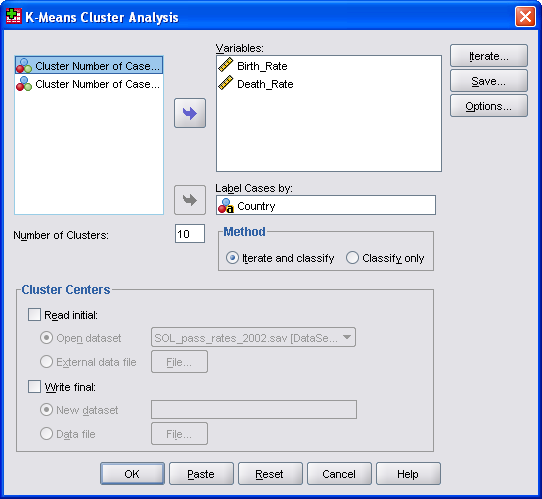 K-Means Cluster Analysis
Variables:
Cluster Number of Case...
Cluster Number of Case...
Birth_Rate
Death_Rate
Iterate...
Save...
Options...
Label Cases by:
a Country
Number of Clusters:
10
Method
Iterate and classify
Classify only
Cluster Centers
Read initial:
Open dataset
SOL_pass_rates_2002.sav [DataSe...
External data file
File...
Write final:
New dataset
Data file
File...
OK
Paste
Reset
Cancel
Help